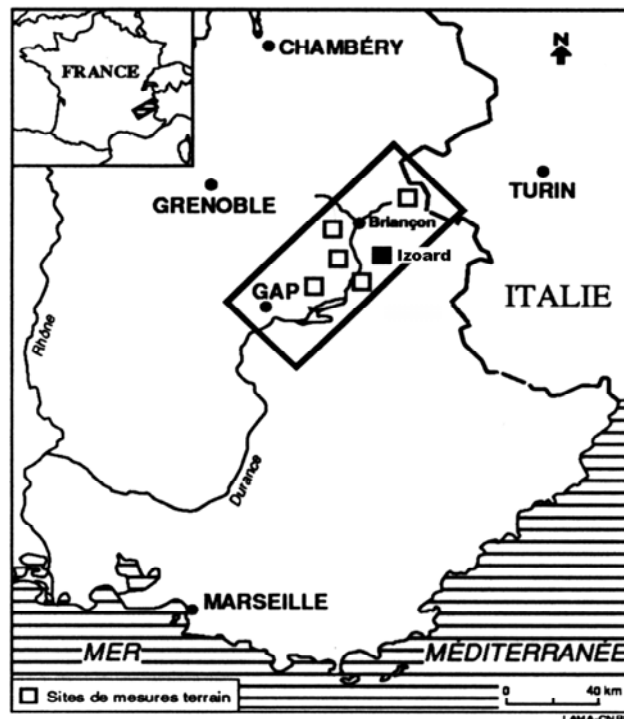 FRANCE
CHAMBÉRY
N
GRENOBLE
TURIN
Briançon
Izoard
GAP
ITALIE
Rhône
Durance
MARSEILLE
MER MÉDITERRANÉE
Sites de mesures terrain
0 40 km